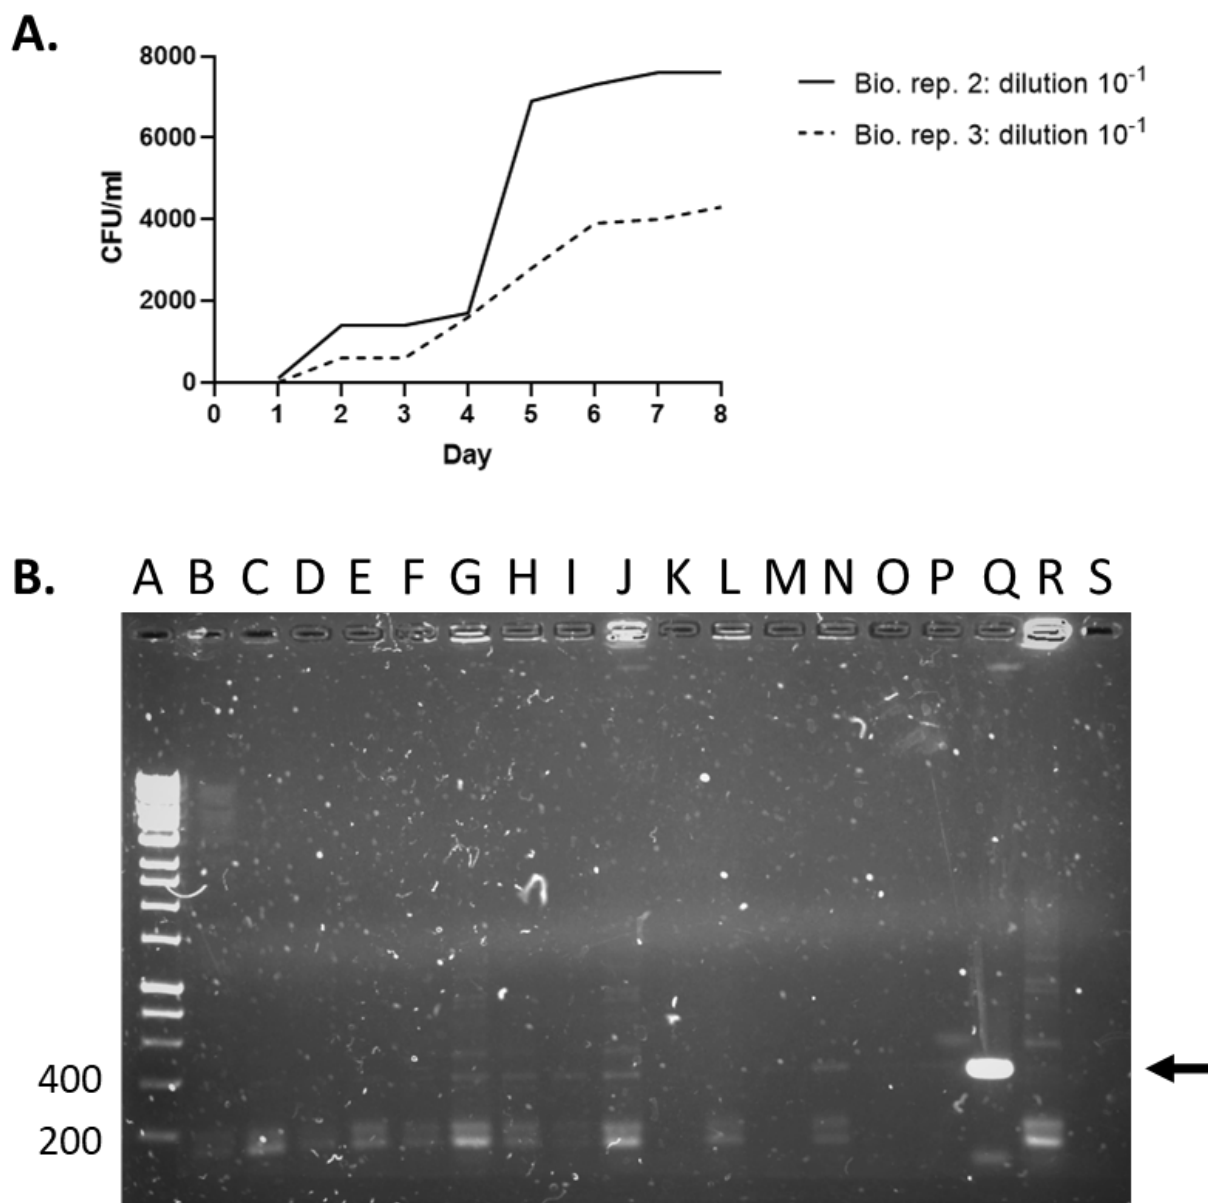 A.
8000
6000
4000
2000
0
CFU/ml
0 1 2 3 4 5 6 7 8
Day
Bio. rep. 2: dilution 10⁻¹
Bio. rep. 3: dilution 10⁻¹
B.
A B C D E F G H I J K L M N O P Q R S
400
200